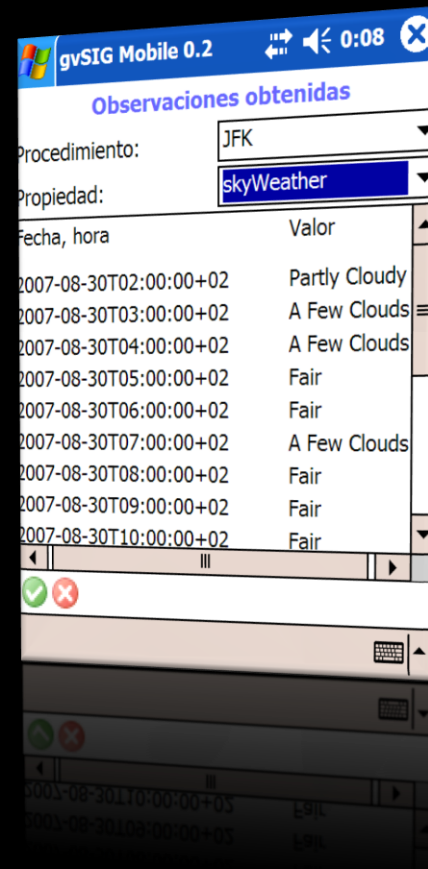 gvSIG Mobile 0.2 0:08
Observaciones obtenidas
Procedimiento: JFK
Propiedad: skyWeather
Fecha, hora Valor
2007-08-30T02:00:00+02 Partly Cloudy
2007-08-30T03:00:00+02 A Few Clouds
2007-08-30T04:00:00+02 A Few Clouds
2007-08-30T05:00:00+02 Fair
2007-08-30T06:00:00+02 Fair
2007-08-30T07:00:00+02 A Few Clouds
2007-08-30T08:00:00+02 Fair
2007-08-30T09:00:00+02 Fair
2007-08-30T10:00:00+02 Fair